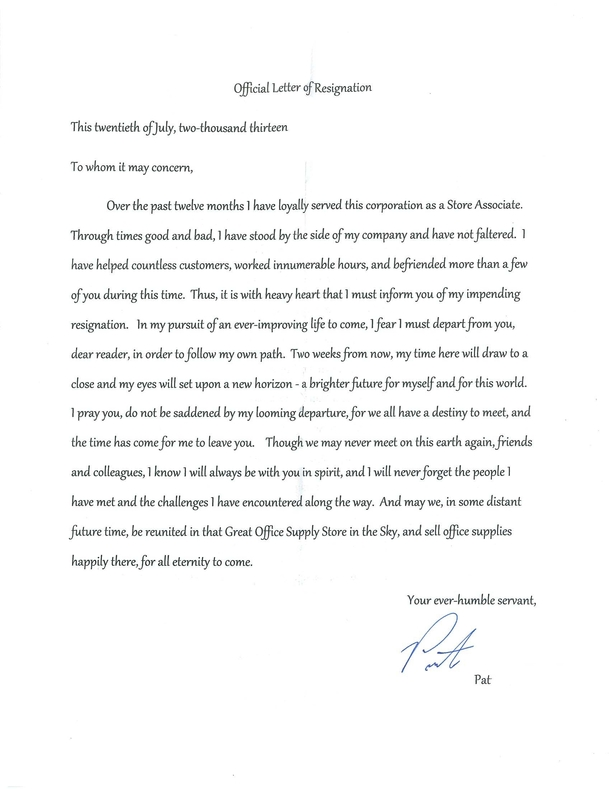 Official Letter of Resignation
This twentieth of July, two-thousand thirteen
To whom it may concern,
Over the past twelve months I have loyally served this corporation as a Store Associate.
Through times good and bad, I have stood by the side of my company and have not faltered. I
have helped countless customers, worked innumerable hours, and befriended more than a few
of you during this time. Thus, it is with heavy heart that I must inform you of my impending
resignation. In my pursuit of an ever-improving life to come, I fear I must depart from you,
dear reader, in order to follow my own path. Two weeks from now, my time here will draw to a
close and my eyes will set upon a new horizon - a brighter future for myself and for this world.
I pray you, do not be saddened by my looming departure, for we all have a destiny to meet, and
the time has come for me to leave you. Though we may never meet on this earth again, friends
and colleagues, I know I will always be with you in spirit, and I will never forget the people I
have met and the challenges I have encountered along the way. And may we, in some distant
future time, be reunited in that Great Office Supply Store in the Sky, and sell office supplies
happily there, for all eternity to come.
Your ever-humble servant,
Pat
Pat